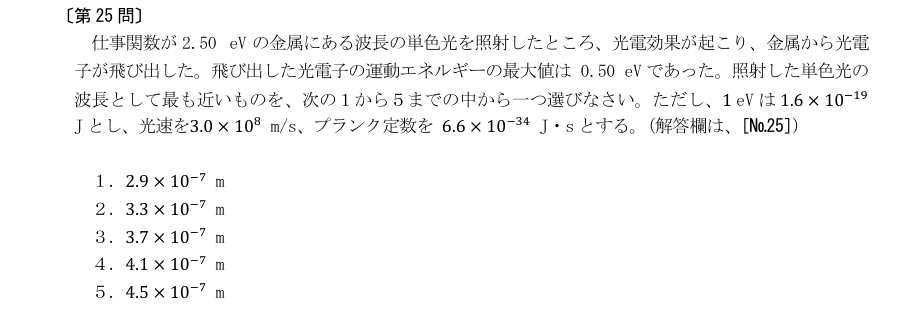 〔第 25 問〕
仕事関数が 2.50 eV の金属にある波長の単色光を照射したところ、光電効果が起こり、金属から光電
子が飛び出した。飛び出した光電子の運動エネルギーの最大値は 0.50 eV であった。照射した単色光の
波長として最も近いものを、次の１から５までの中から一つ選びなさい。ただし、1 eV は 1.6 × 10⁻¹⁹
J とし、光速を3.0 × 10⁸ m/s、プランク定数を 6.6 × 10⁻³⁴ J・s とする。（解答欄は、[№25]）
１．2.9 × 10⁻⁷ m
２．3.3 × 10⁻⁷ m
３．3.7 × 10⁻⁷ m
４．4.1 × 10⁻⁷ m
５．4.5 × 10⁻⁷ m